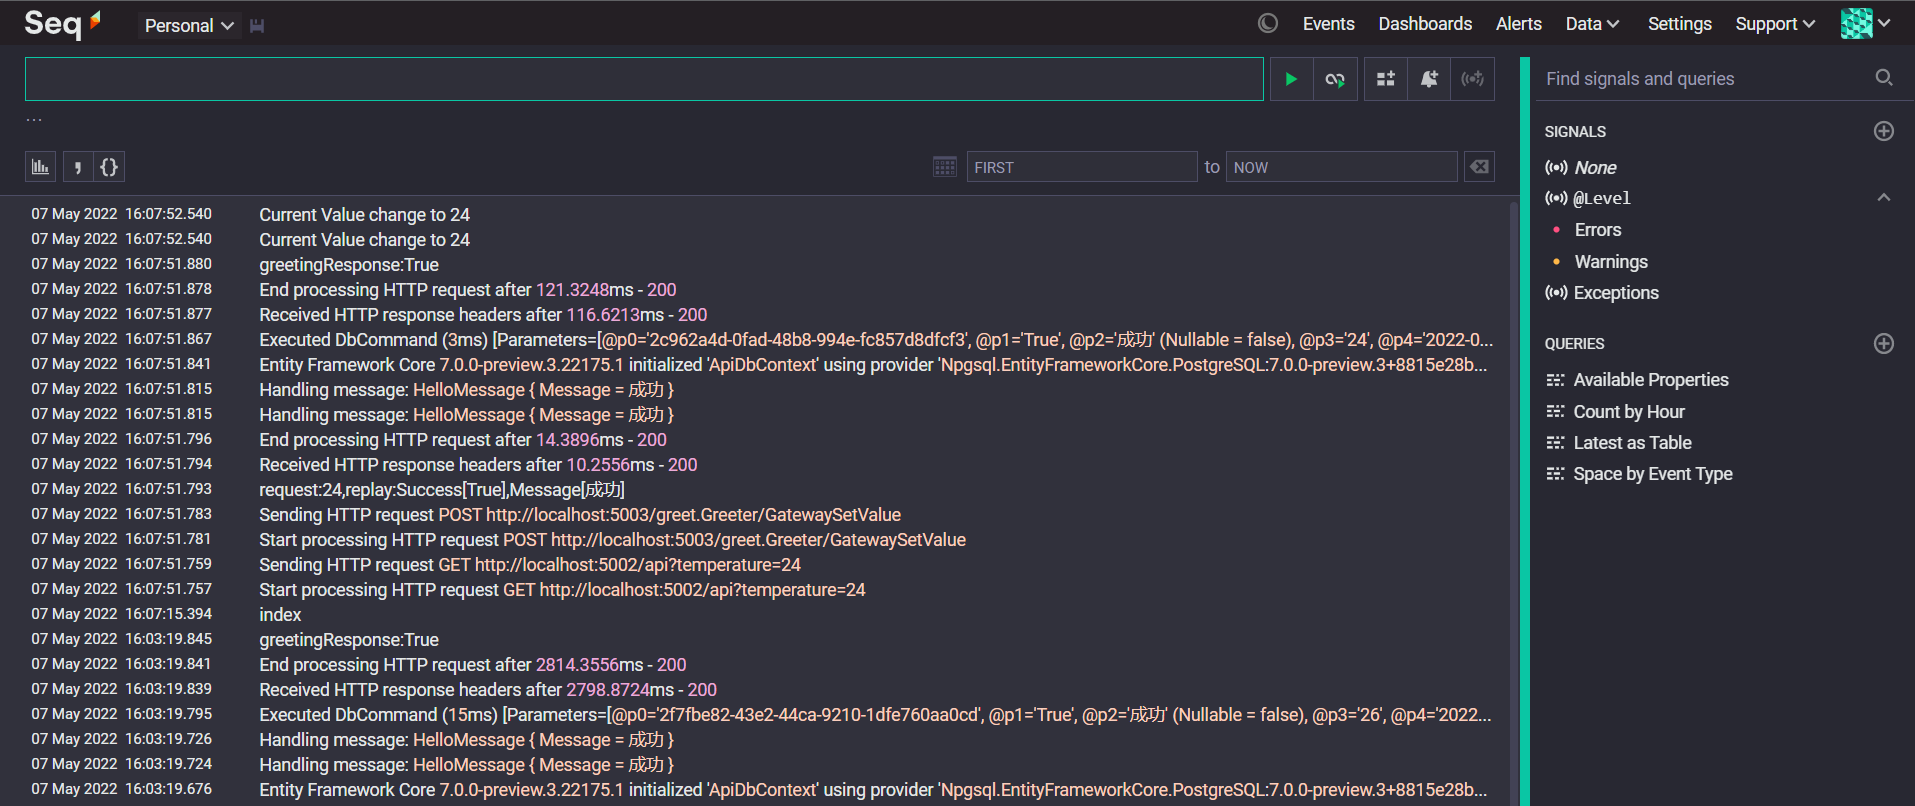 Seq
Personal
Events Dashboards Alerts Data Settings Support
...
FIRST to NOW
07 May 2022 16:07:52.540 Current Value change to 24
07 May 2022 16:07:52.540 Current Value change to 24
07 May 2022 16:07:51.880 greetingResponse:True
07 May 2022 16:07:51.878 End processing HTTP request after 121.3248ms - 200
07 May 2022 16:07:51.877 Received HTTP response headers after 116.6213ms - 200
07 May 2022 16:07:51.867 Executed DbCommand (3ms) [Parameters=[@p0='2c962a4d-0fad-48b8-994e-fc857d8dfcf3', @p1='True', @p2='成功' (Nullable = false), @p3='24', @p4='2022-0...
07 May 2022 16:07:51.841 Entity Framework Core 7.0.0-preview.3.22175.1 initialized 'ApiDbContext' using provider 'Npgsql.EntityFrameworkCore.PostgreSQL:7.0.0-preview.3+8815e28b...
07 May 2022 16:07:51.815 Handling message: HelloMessage { Message = 成功 }
07 May 2022 16:07:51.815 Handling message: HelloMessage { Message = 成功 }
07 May 2022 16:07:51.796 End processing HTTP request after 14.3896ms - 200
07 May 2022 16:07:51.794 Received HTTP response headers after 10.2556ms - 200
07 May 2022 16:07:51.793 request:24,replay:Success[True],Message[成功]
07 May 2022 16:07:51.783 Sending HTTP request POST http://localhost:5003/greet.Greeter/GatewaySetValue
07 May 2022 16:07:51.781 Start processing HTTP request POST http://localhost:5003/greet.Greeter/GatewaySetValue
07 May 2022 16:07:51.759 Sending HTTP request GET http://localhost:5002/api?temperature=24
07 May 2022 16:07:51.757 Start processing HTTP request GET http://localhost:5002/api?temperature=24
07 May 2022 16:07:15.394 index
07 May 2022 16:03:19.845 greetingResponse:True
07 May 2022 16:03:19.841 End processing HTTP request after 2814.3556ms - 200
07 May 2022 16:03:19.839 Received HTTP response headers after 2798.8724ms - 200
07 May 2022 16:03:19.795 Executed DbCommand (15ms) [Parameters=[@p0='2f7fbe82-43e2-44ca-9210-1dfe760aa0cd', @p1='True', @p2='成功' (Nullable = false), @p3='26', @p4='2022...
07 May 2022 16:03:19.726 Handling message: HelloMessage { Message = 成功 }
07 May 2022 16:03:19.724 Handling message: HelloMessage { Message = 成功 }
07 May 2022 16:03:19.676 Entity Framework Core 7.0.0-preview.3.22175.1 initialized 'ApiDbContext' using provider 'Npgsql.EntityFrameworkCore.PostgreSQL:7.0.0-preview.3+8815e28b...
Find signals and queries
SIGNALS
None
@Level
Errors
Warnings
Exceptions
QUERIES
Available Properties
Count by Hour
Latest as Table
Space by Event Type